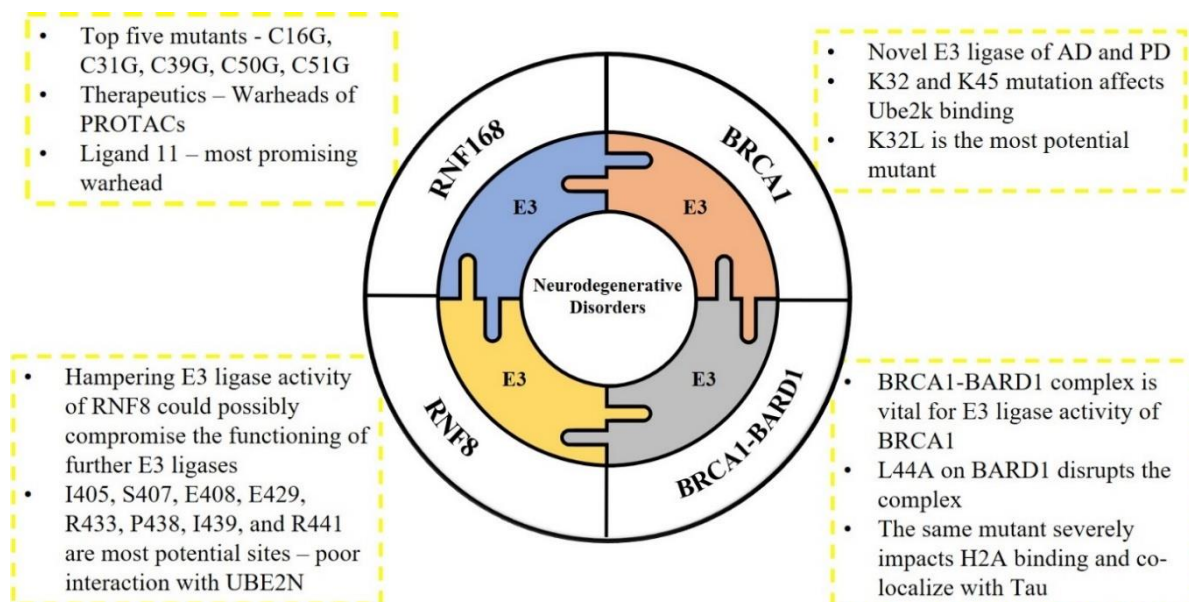 • Top five mutants - C16G,
C31G, C39G, C50G, C51G
• Therapeutics – Warheads of
PROTACs
• Ligand 11 – most promising
warhead
• Novel E3 ligase of AD and PD
• K32 and K45 mutation affects
Ube2k binding
• K32L is the most potential
mutant
RNF168
BRCA1
E3
E3
Neurodegenerative
Disorders
E3
E3
RNF8
BRCA1-BARD1
• Hampering E3 ligase activity
of RNF8 could possibly
compromise the functioning of
further E3 ligases
• I405, S407, E408, E429,
R433, P438, I439, and R441
are most potential sites – poor
interaction with UBE2N
• BRCA1-BARD1 complex is
vital for E3 ligase activity of
BRCA1
• L44A on BARD1 disrupts the
complex
• The same mutant severely
impacts H2A binding and co-
localize with Tau